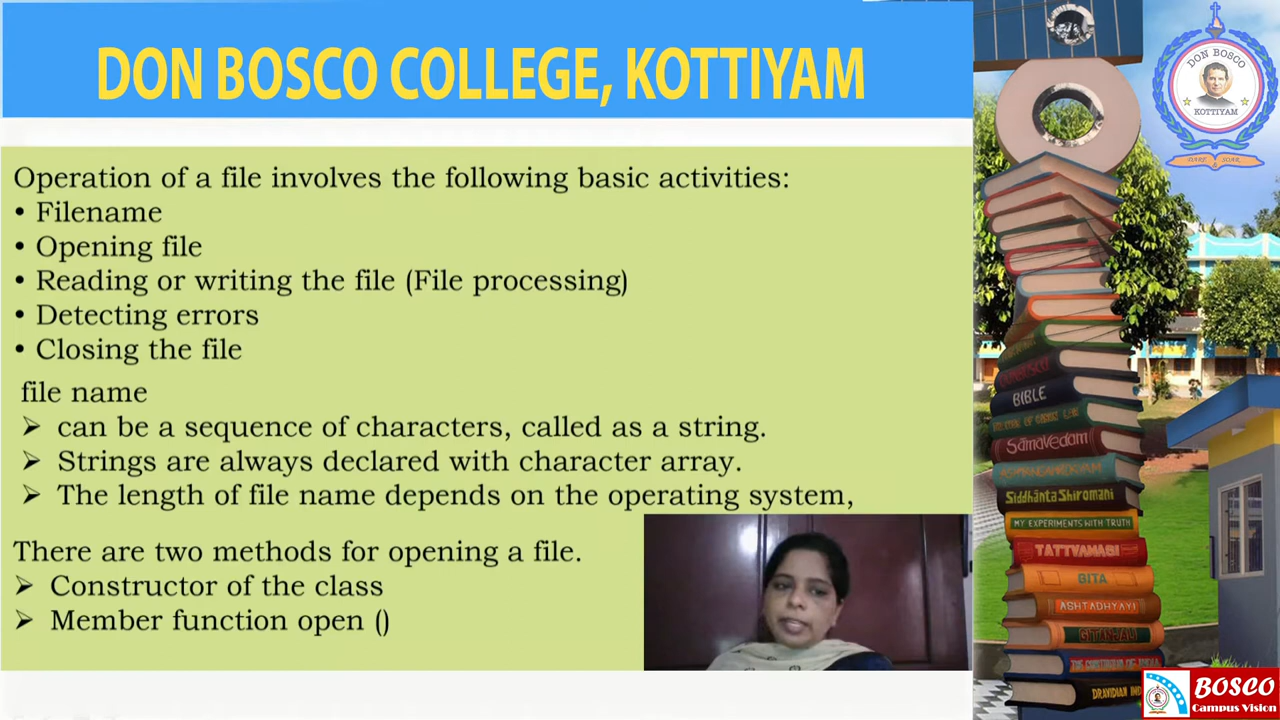 DON BOSCO COLLEGE, KOTTIYAM
Operation of a file involves the following basic activities:
• Filename
• Opening file
• Reading or writing the file (File processing)
• Detecting errors
• Closing the file
file name
➢ can be a sequence of characters, called as a string.
➢ Strings are always declared with character array.
➢ The length of file name depends on the operating system,
There are two methods for opening a file.
➢ Constructor of the class
➢ Member function open ()
DON BOSCO
KOTTIYAM
DARE & SOAR
BIBLE
Samavedam
Siddhānta Shiromani
MY EXPERIMENTS WITH TRUTH
TATTVAMASI
GITA
ASHTADHYAYI
GITANJALI
DRAVIDIAN
BOSCO
Campus Vision